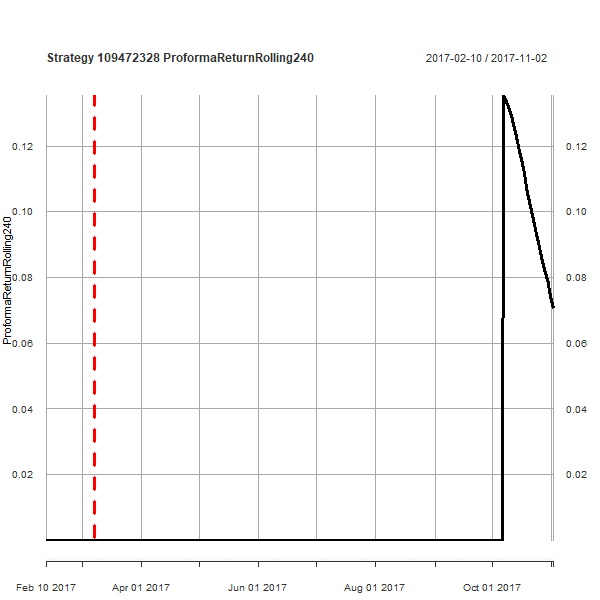 Strategy 109472328 ProformaReturnRolling240
2017-02-10 / 2017-11-02
ProformaReturnRolling240
0.12
0.12
0.10
0.10
0.08
0.08
0.06
0.06
0.04
0.04
0.02
0.02
Feb 10 2017
Apr 01 2017
Jun 01 2017
Aug 01 2017
Oct 01 2017